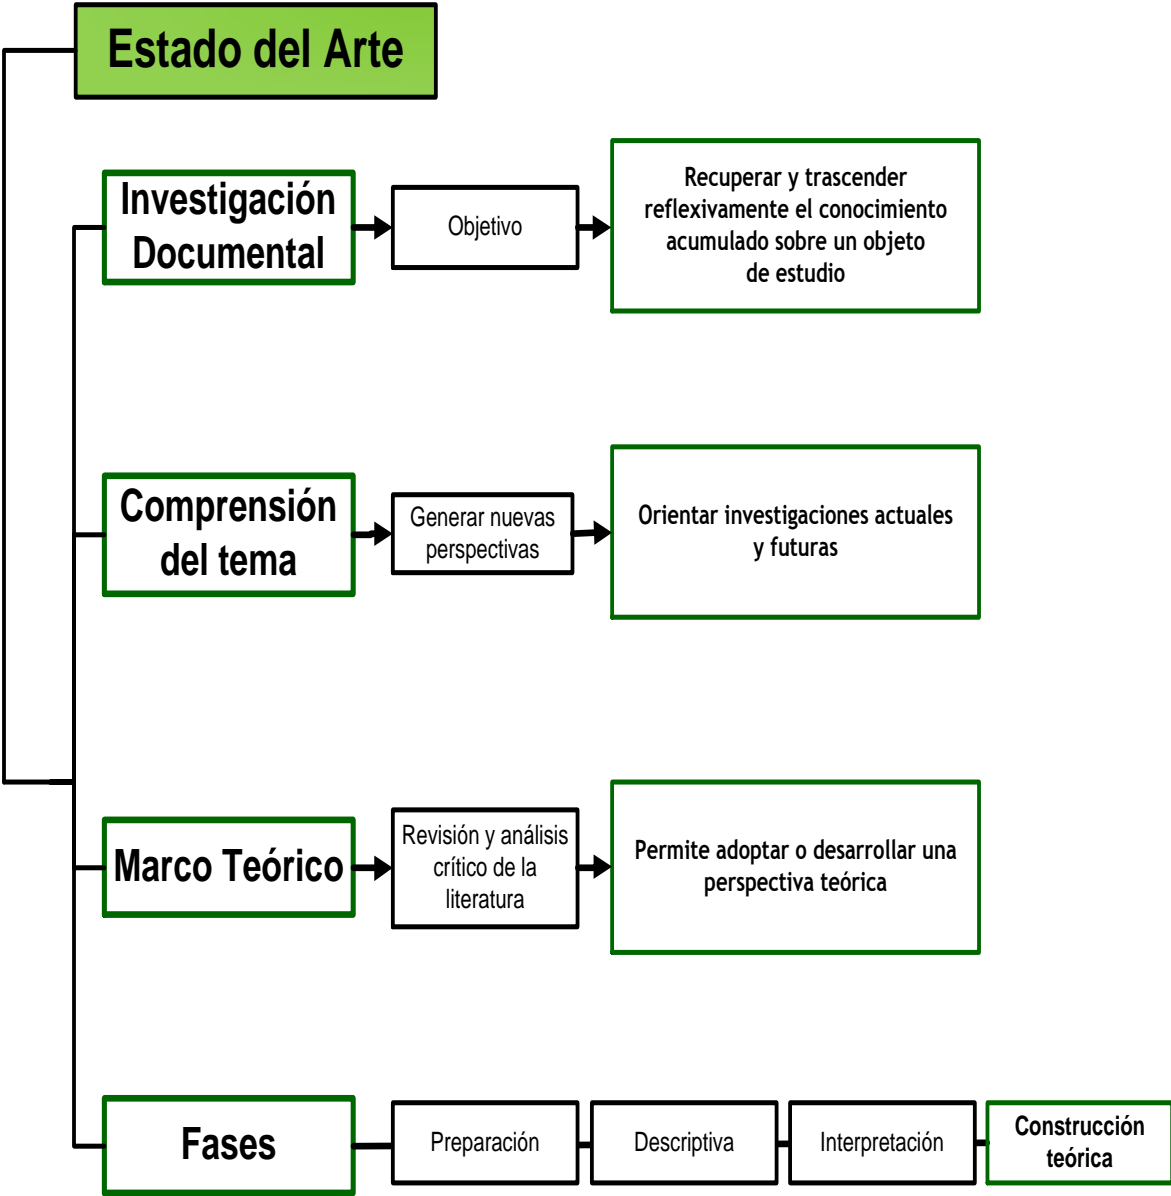 Estado del Arte
Investigación
Documental
Objetivo
Recuperar y trascender
reflexivamente el conocimiento
acumulado sobre un objeto
de estudio
Comprensión
del tema
Generar nuevas
perspectivas
Orientar investigaciones actuales
y futuras
Marco Teórico
Revisión y análisis
crítico de la
literatura
Permite adoptar o desarrollar una
perspectiva teórica
Fases
Preparación
Descriptiva
Interpretación
Construcción
teórica